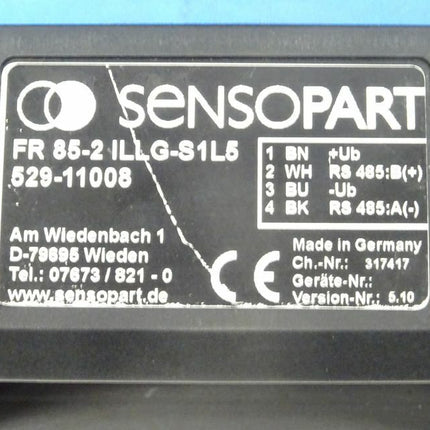 SENSOPART
FR 85-2 ILLG-S1L5
529-11008
1 BN +Ub
2 WH RS 485:B(+)
3 BU -Ub
4 BK RS 485:A(-)
Am Wiedenbach 1
D-79695 Wieden
Tel.: 07673 / 821 - 0
www.sensopart.de
CE
Made in Germany
Ch.-Nr.: 317417
Geräte-Nr.:
Version-Nr.: 5.10